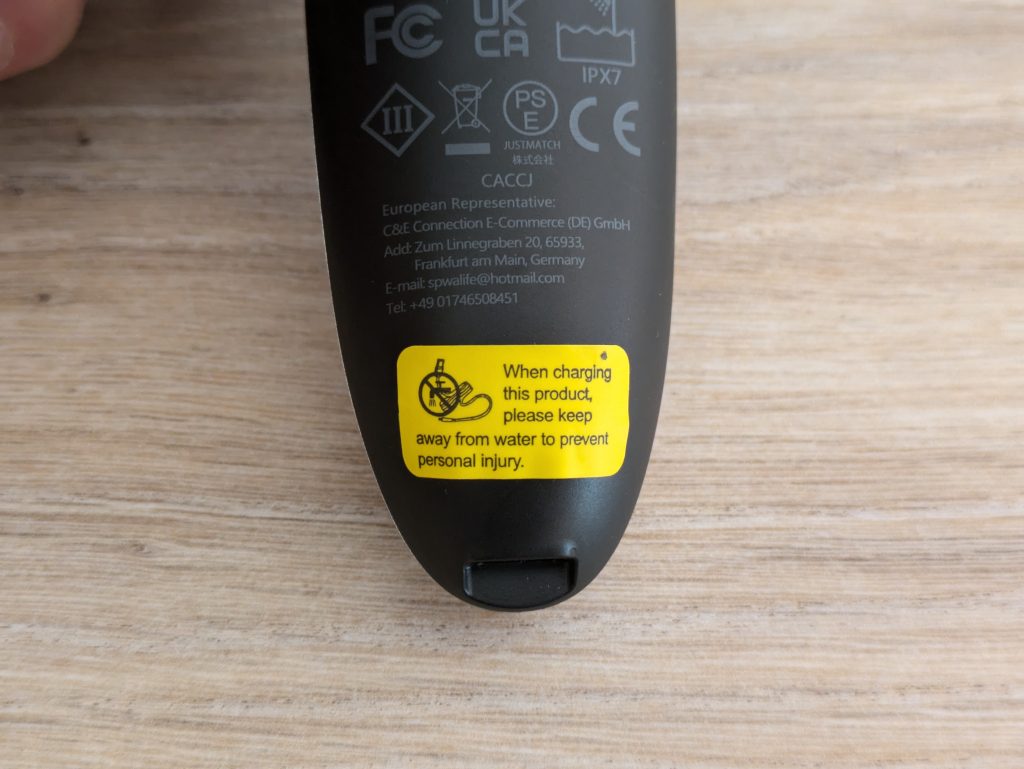 FC
UK
CA
IPX7
III
PS
E
CE
JUSTMATCH
株式会社
CACCJ
European Representative:
C&E Connection E-Commerce (DE) GmbH
Add: Zum Linnegraben 20, 65933,
Frankfurt am Main, Germany
E-mail: spwalife@hotmail.com
Tel: +49 01746508451
When charging
this product,
please keep
away from water to prevent
personal injury.